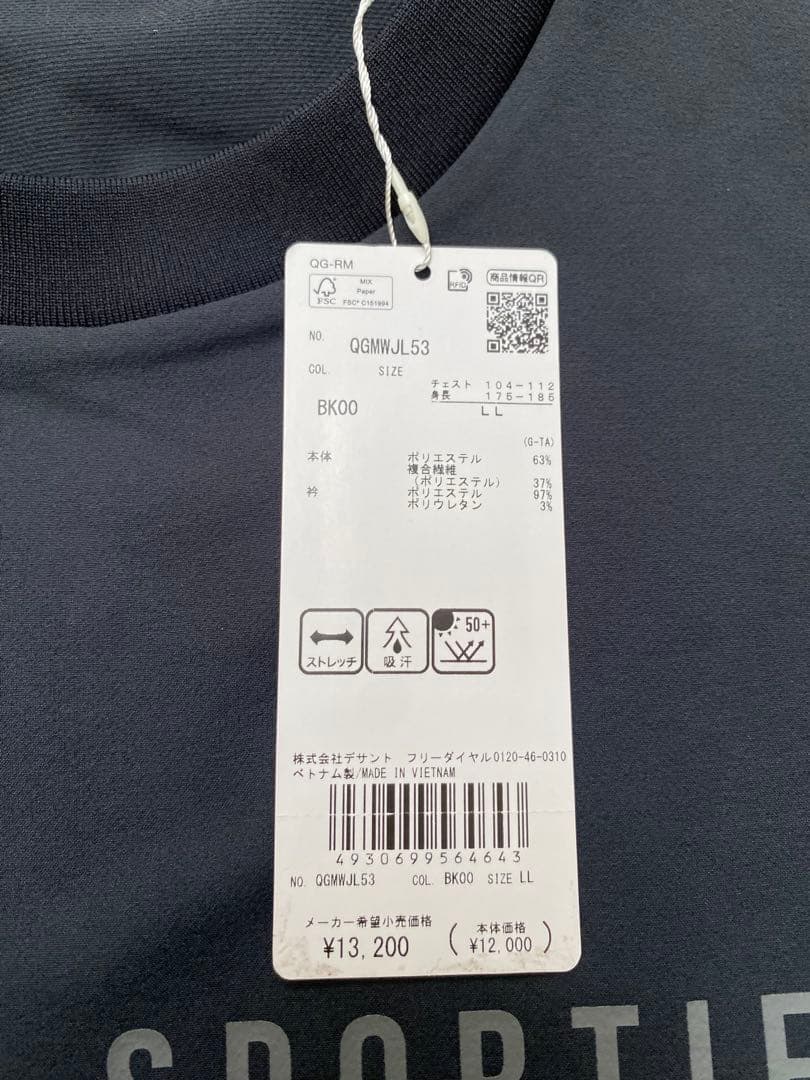 QG-RM
FSC
MIX
Paper
FSC® C151994
RFID
商品情報QR
NO. QGMWJL53
COL. SIZE
チェスト 104-112
身長 175-185
BK00 LL
(G-TA)
本体 ポリエステル 63%
複合繊維
(ポリエステル) 37%
衿 ポリエステル 97%
ポリウレタン 3%
ストレッチ
吸汗
50+
株式会社デサント フリーダイヤル0120-46-0310
ベトナム製/MADE IN VIETNAM
4930699564643
NO. QGMWJL53 COL. BK00 SIZE LL
メーカー希望小売価格
¥13,200
(本体価格
¥12,000)
SPORTIF